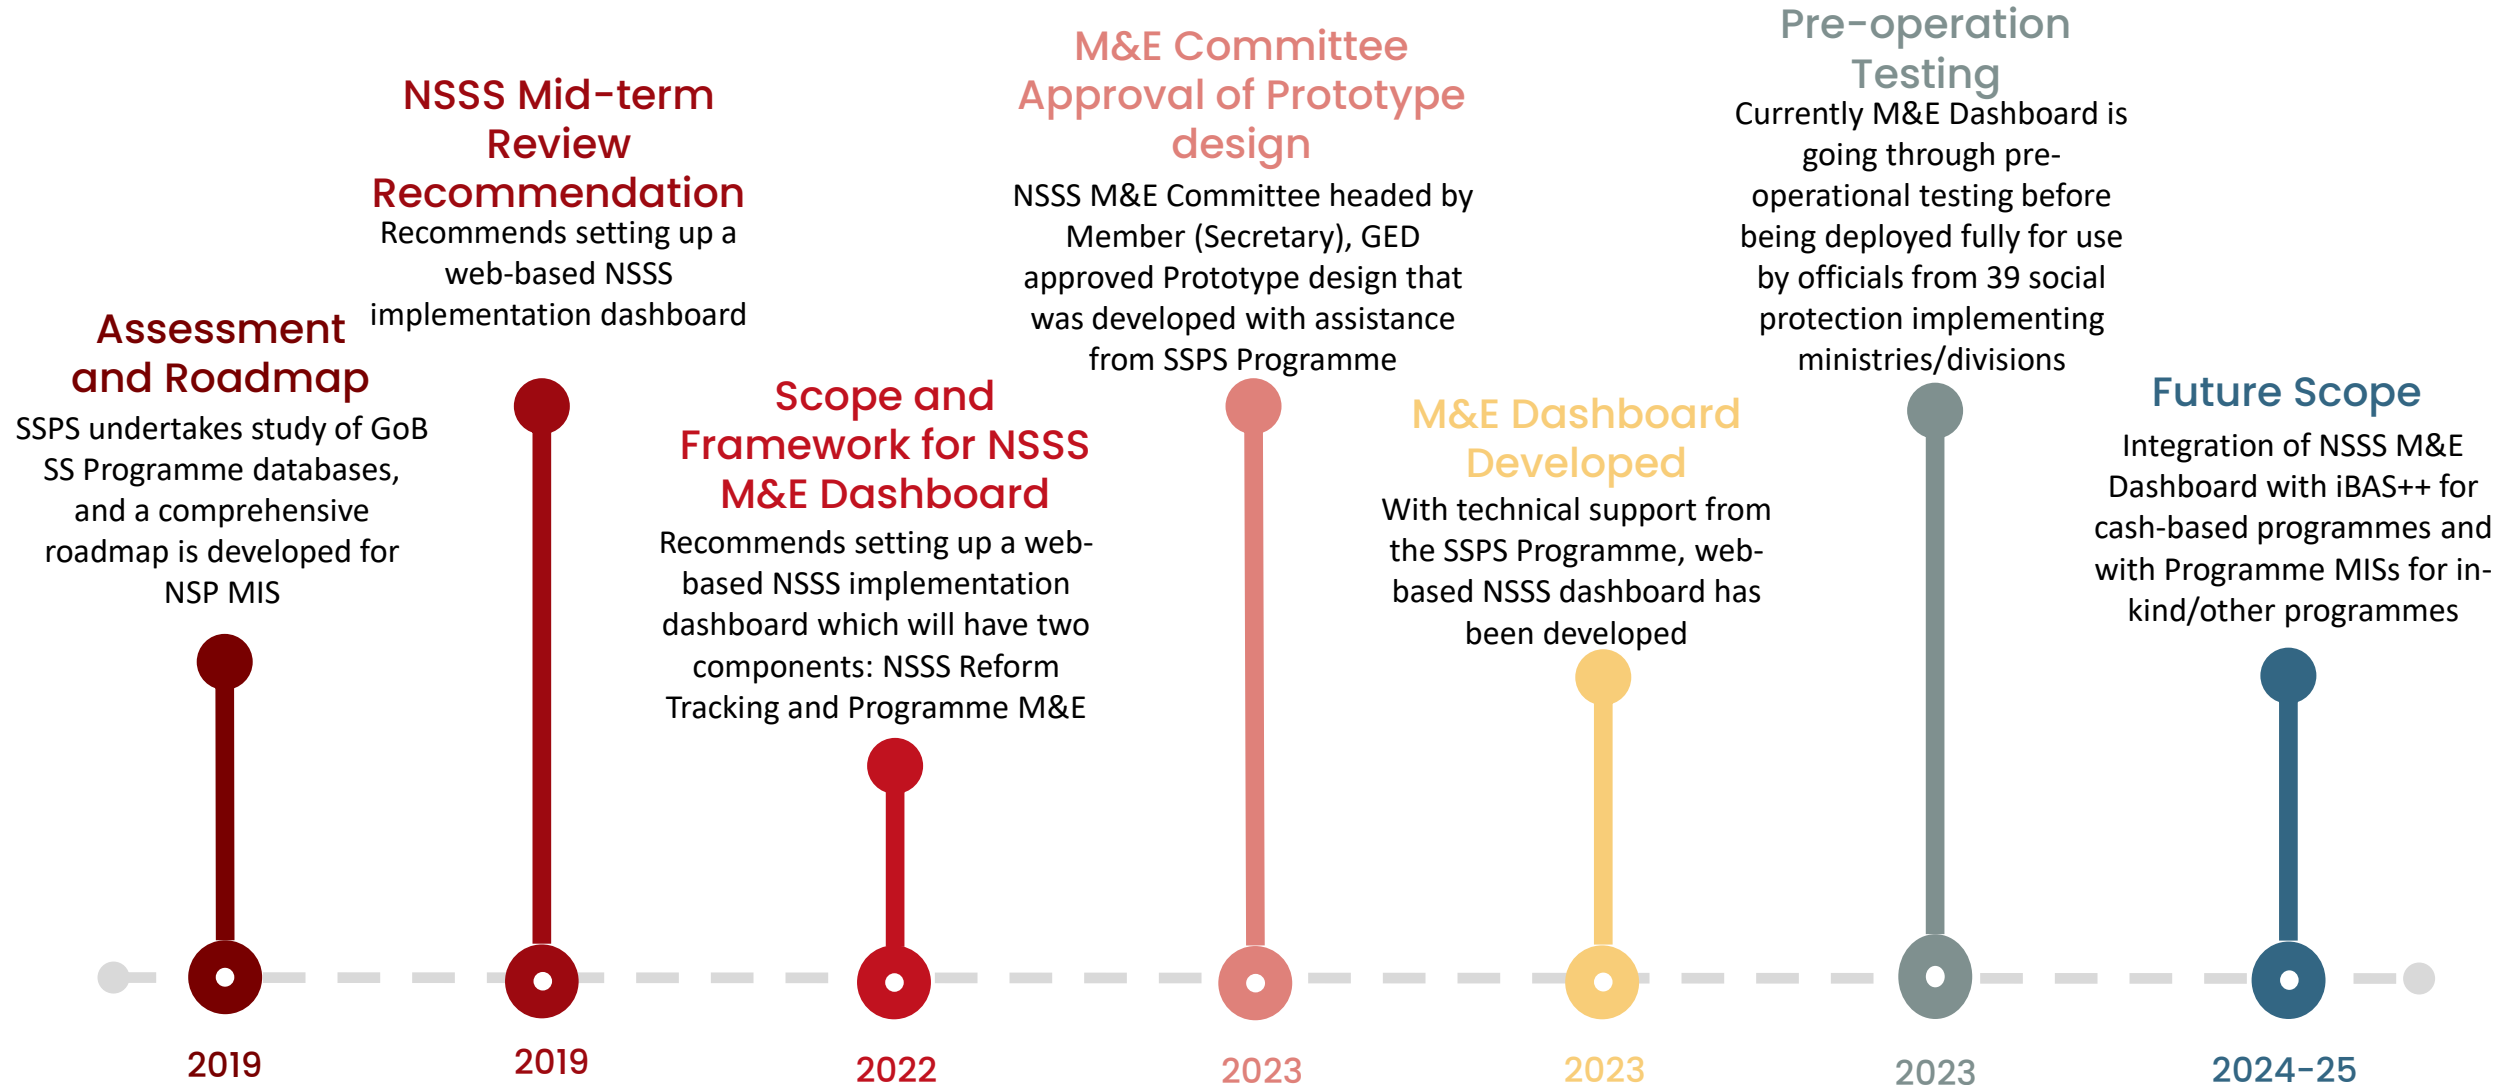 Assessment
and Roadmap
SSPS undertakes study of GoB
SS Programme databases,
and a comprehensive
roadmap is developed for
NSP MIS
2019
NSSS Mid-term
Review
Recommendation
Recommends setting up a
web-based NSSS
implementation dashboard
2019
Scope and
Framework for NSSS
M&E Dashboard
Recommends setting up a web-
based NSSS implementation
dashboard which will have two
components: NSSS Reform
Tracking and Programme M&E
2022
M&E Committee
Approval of Prototype
design
NSSS M&E Committee headed by
Member (Secretary), GED
approved Prototype design that
was developed with assistance
from SSPS Programme
2023
M&E Dashboard
Developed
With technical support from
the SSPS Programme, web-
based NSSS dashboard has
been developed
2023
Pre-operation
Testing
Currently M&E Dashboard is
going through pre-
operational testing before
being deployed fully for use
by officials from 39 social
protection implementing
ministries/divisions
2023
Future Scope
Integration of NSSS M&E
Dashboard with iBAS++ for
cash-based programmes and
with Programme MISs for in-
kind/other programmes
2024-25